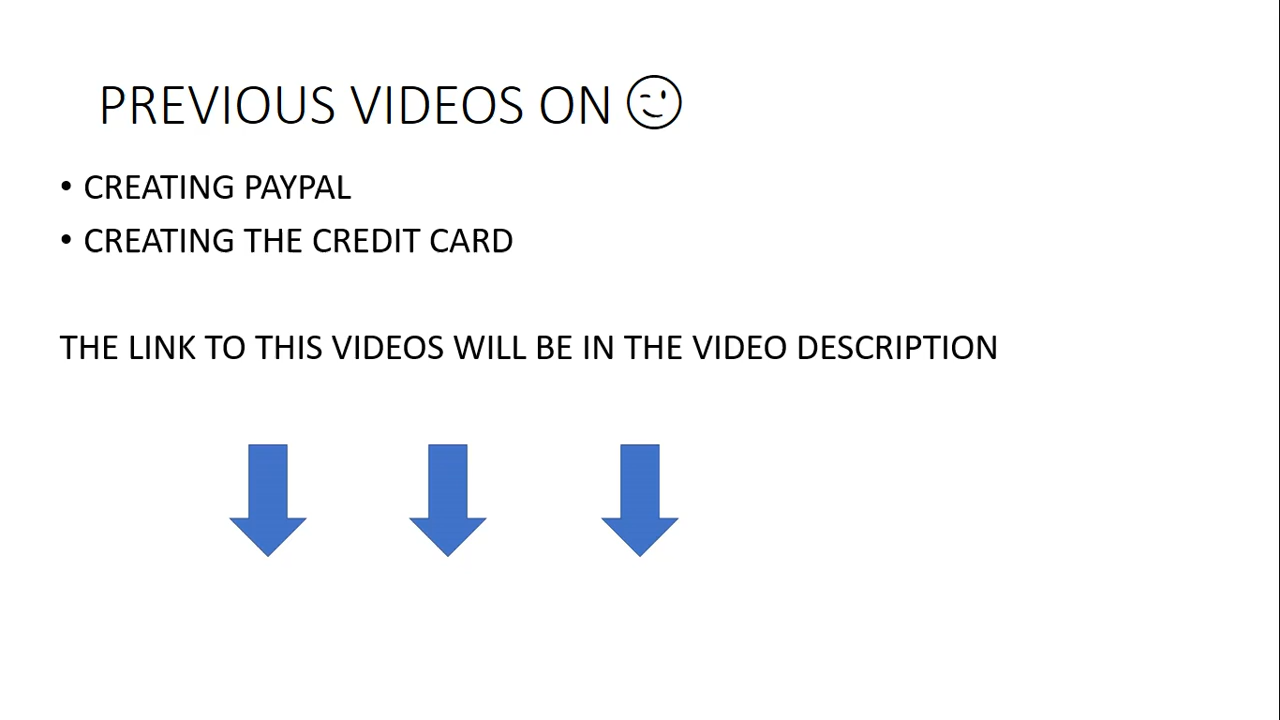 PREVIOUS VIDEOS ON 😉
• CREATING PAYPAL
• CREATING THE CREDIT CARD
THE LINK TO THIS VIDEOS WILL BE IN THE VIDEO DESCRIPTION